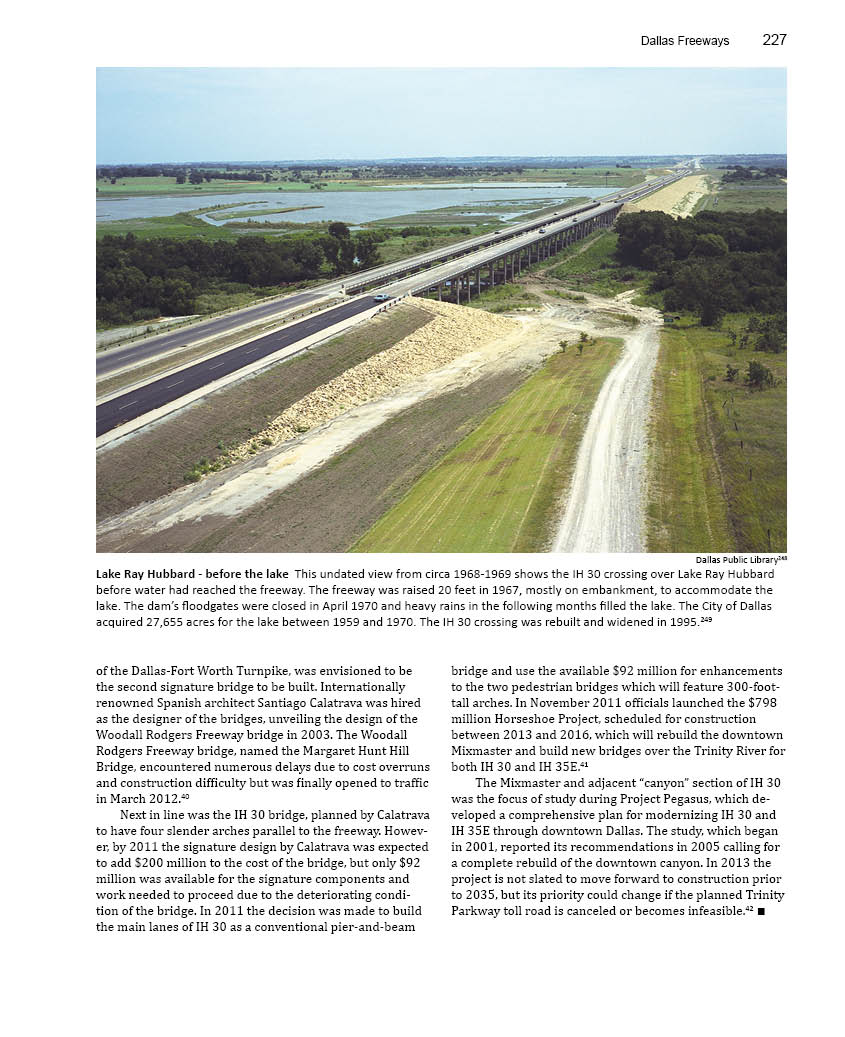 Dallas Freeways 227
Dallas Public Library²⁴⁸
Lake Ray Hubbard - before the lake This undated view from circa 1968-1969 shows the IH 30 crossing over Lake Ray Hubbard
before water had reached the freeway. The freeway was raised 20 feet in 1967, mostly on embankment, to accommodate the
lake. The dam's floodgates were closed in April 1970 and heavy rains in the following months filled the lake. The City of Dallas
acquired 27,655 acres for the lake between 1959 and 1970. The IH 30 crossing was rebuilt and widened in 1995.²⁴⁹
of the Dallas-Fort Worth Turnpike, was envisioned to be
the second signature bridge to be built. Internationally
renowned Spanish architect Santiago Calatrava was hired
as the designer of the bridges, unveiling the design of the
Woodall Rodgers Freeway bridge in 2003. The Woodall
Rodgers Freeway bridge, named the Margaret Hunt Hill
Bridge, encountered numerous delays due to cost overruns
and construction difficulty but was finally opened to traffic
in March 2012.⁴⁰
Next in line was the IH 30 bridge, planned by Calatrava
to have four slender arches parallel to the freeway. Howev-
er, by 2011 the signature design by Calatrava was expected
to add $200 million to the cost of the bridge, but only $92
million was available for the signature components and
work needed to proceed due to the deteriorating condi-
tion of the bridge. In 2011 the decision was made to build
the main lanes of IH 30 as a conventional pier-and-beam
bridge and use the available $92 million for enhancements
to the two pedestrian bridges which will feature 300-foot-
tall arches. In November 2011 officials launched the $798
million Horseshoe Project, scheduled for construction
between 2013 and 2016, which will rebuild the downtown
Mixmaster and build new bridges over the Trinity River for
both IH 30 and IH 35E.⁴¹
The Mixmaster and adjacent “canyon” section of IH 30
was the focus of study during Project Pegasus, which de-
veloped a comprehensive plan for modernizing IH 30 and
IH 35E through downtown Dallas. The study, which began
in 2001, reported its recommendations in 2005 calling for
a complete rebuild of the downtown canyon. In 2013 the
project is not slated to move forward to construction prior
to 2035, but its priority could change if the planned Trinity
Parkway toll road is canceled or becomes infeasible.⁴² ■